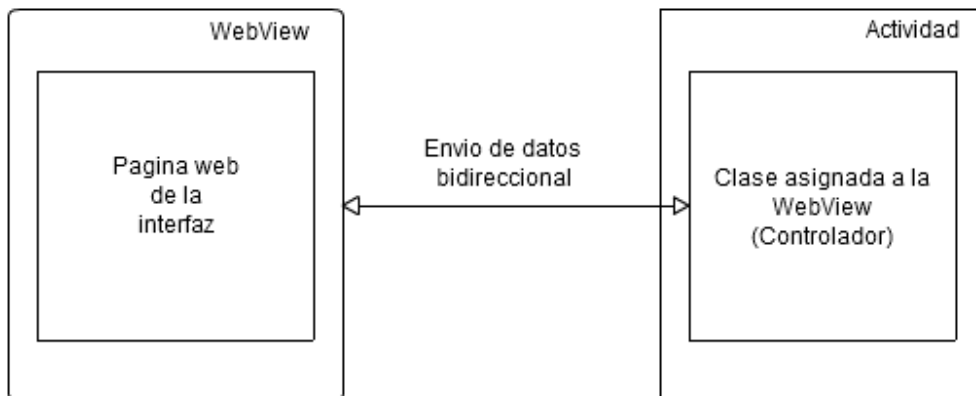 WebView
Pagina web
de la
interfaz
Envio de datos
bidireccional
Actividad
Clase asignada a la
WebView
(Controlador)